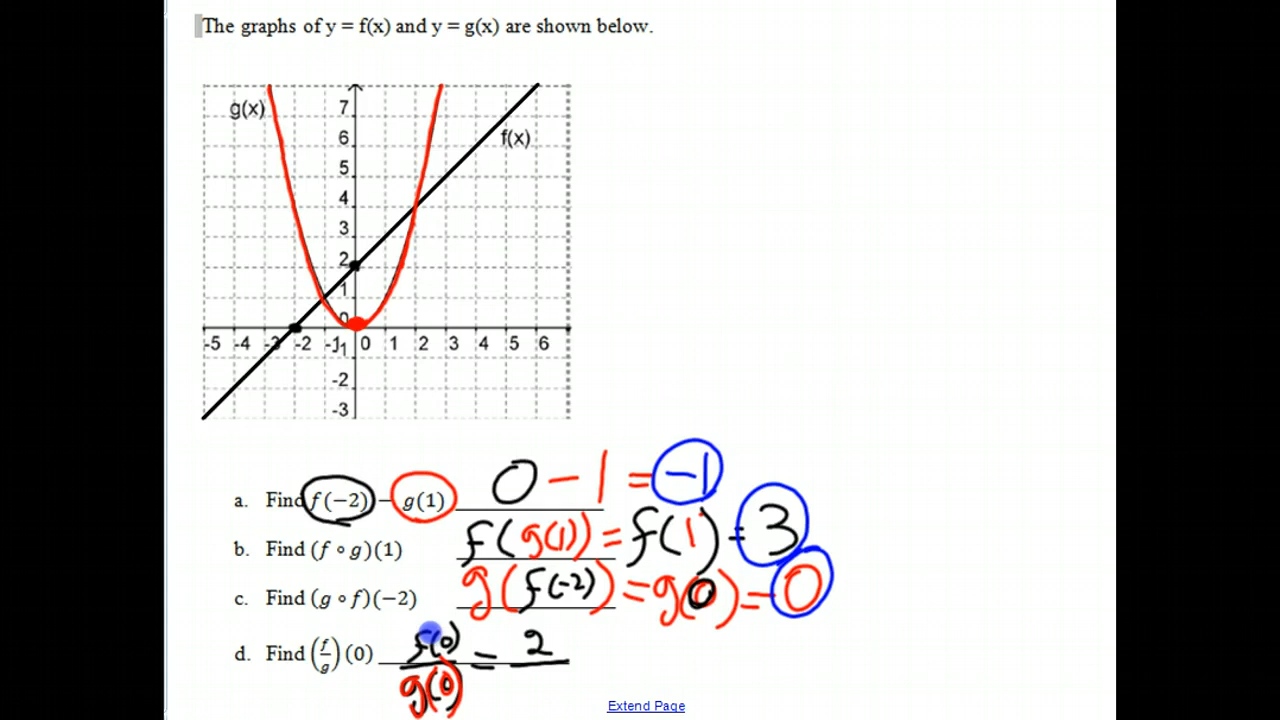 The graphs of y = f(x) and y = g(x) are shown below.
g(x)
f(x)
7
6
5
4
3
2
1
0
-5 -4 -3 -2 -1 0 1 2 3 4 5 6
-1
-2
-3
a. Find f(−2) − g(1) 0 − 1 = −1
b. Find (f ∘ g)(1) f(g(1)) = f(1) = 3
c. Find (g ∘ f)(−2) g(f(-2)) = g(0) = 0
d. Find (f/g)(0) f(0)/g(0) = 2
Extend Page